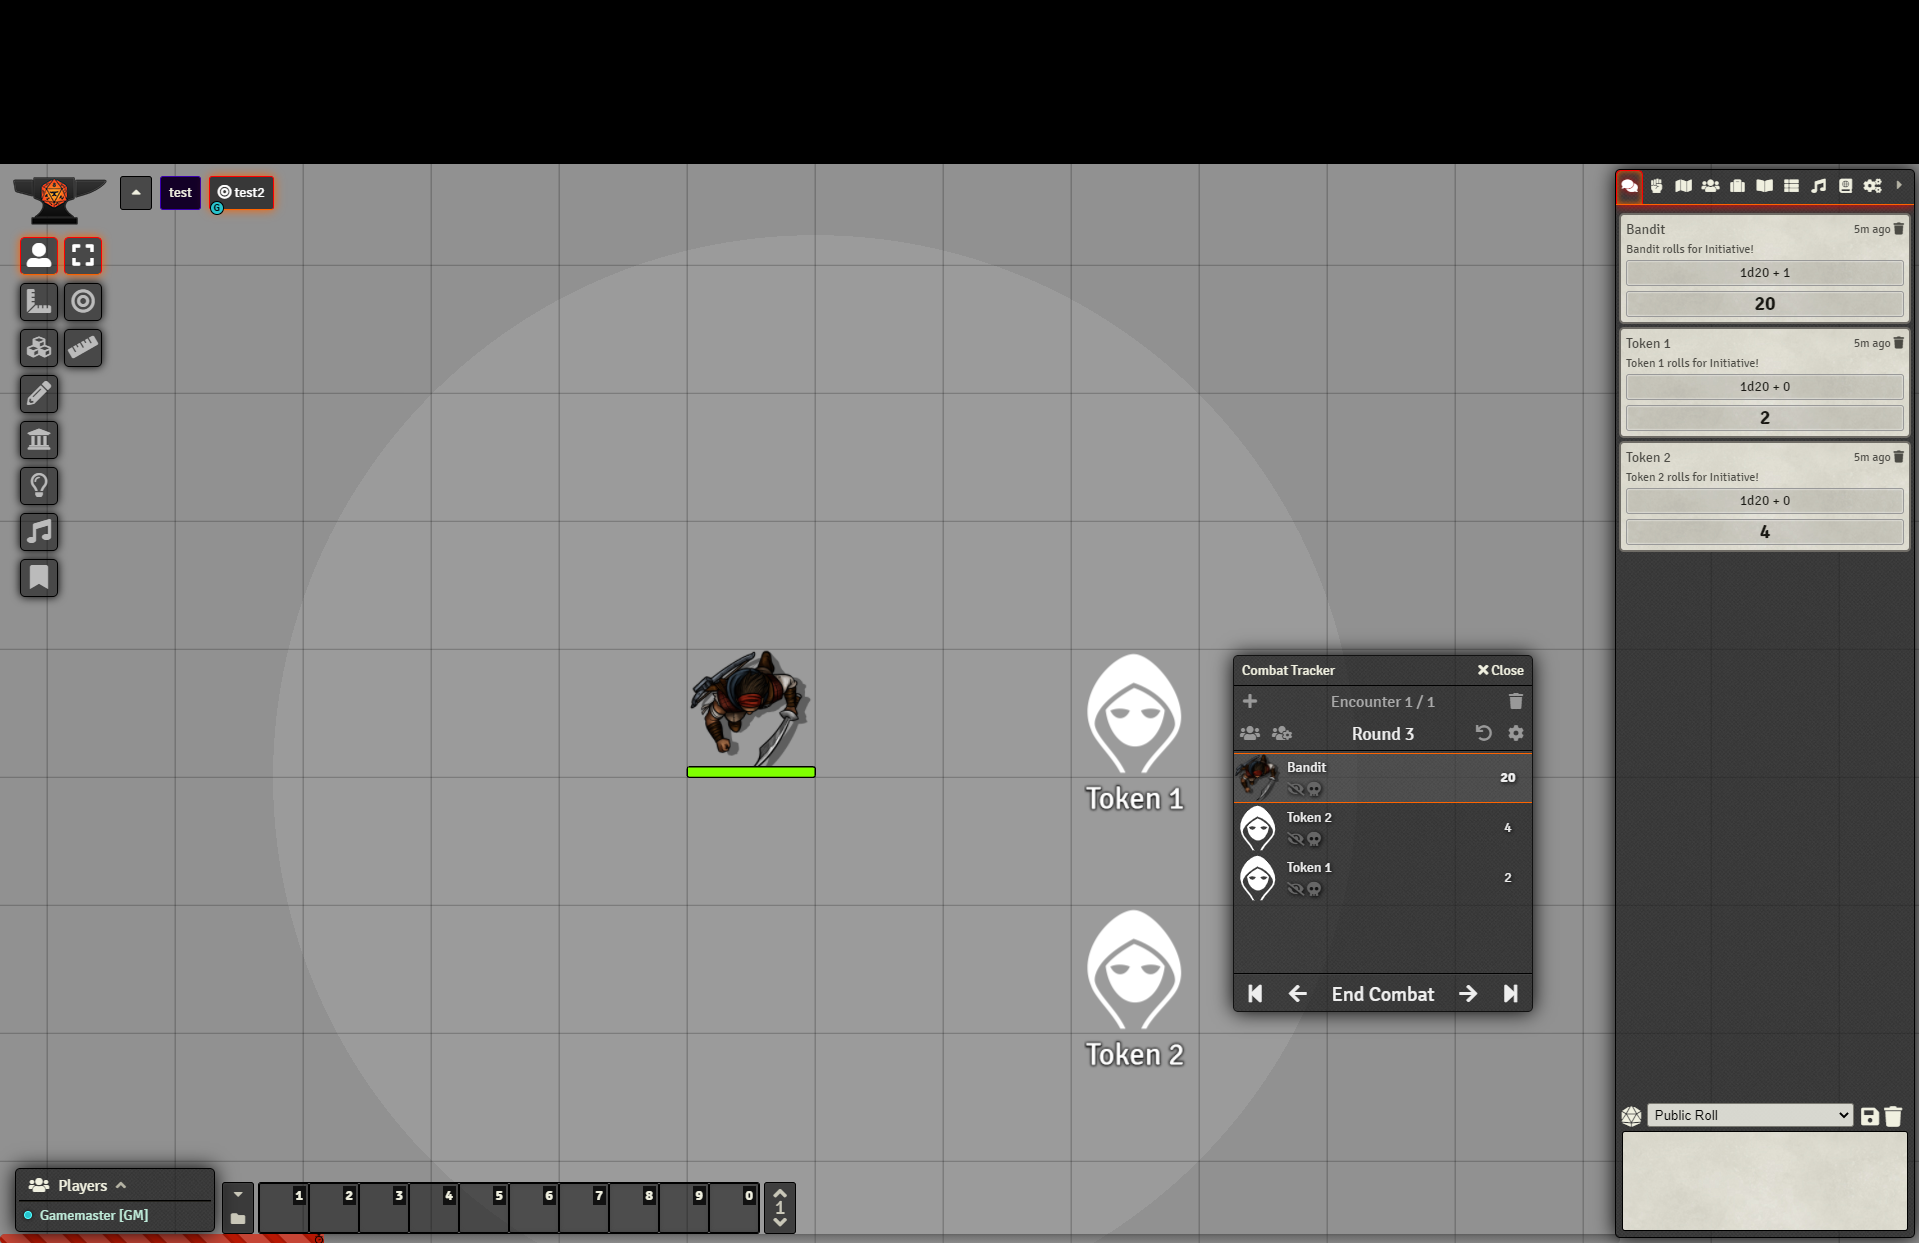 test
test2
G
Bandit
5m ago
Bandit rolls for Initiative!
1d20 + 1
20
Token 1
5m ago
Token 1 rolls for Initiative!
1d20 + 0
2
Token 2
5m ago
Token 2 rolls for Initiative!
1d20 + 0
4
Token 1
Token 2
Combat Tracker
Close
Encounter 1 / 1
Round 3
Bandit
20
Token 2
4
Token 1
2
End Combat
Public Roll
Players
Gamemaster [GM]
1 2 3 4 5 6 7 8 9 0
1